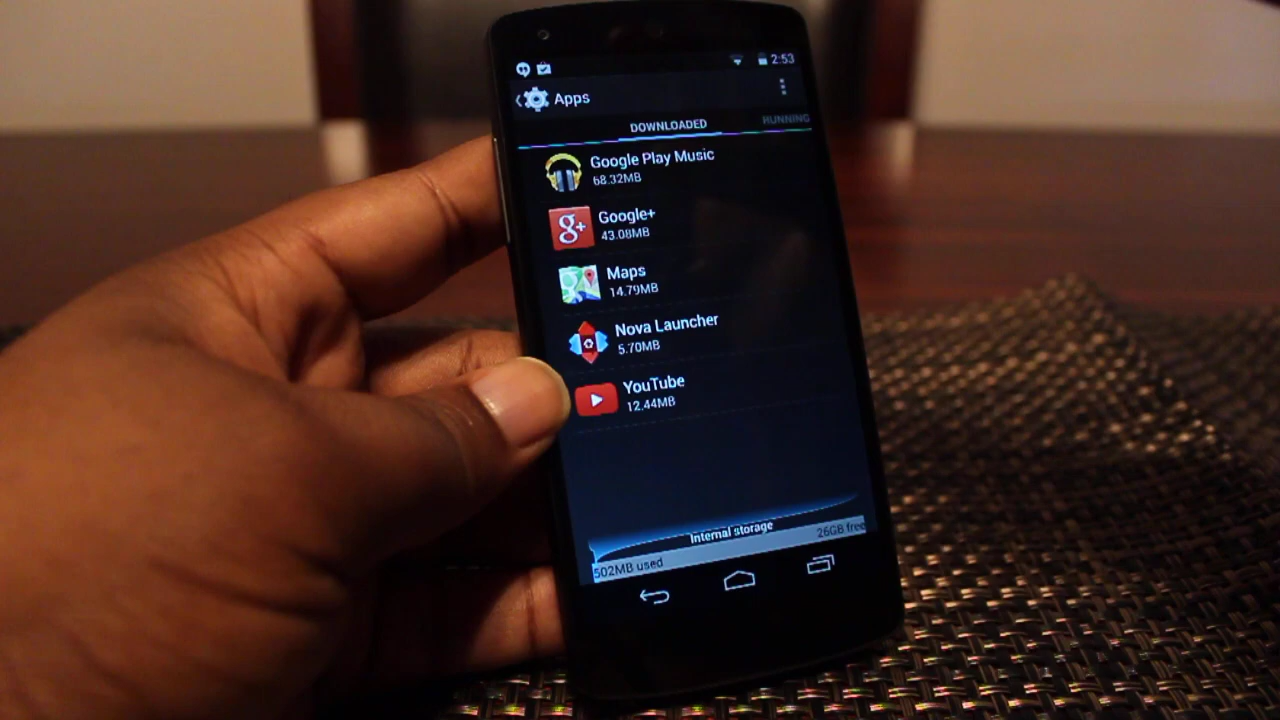 2:53
Apps
DOWNLOADED
RUNNING
Google Play Music
68.32MB
g+
Google+
43.08MB
Maps
14.79MB
Nova Launcher
5.70MB
YouTube
12.44MB
Internal storage
502MB used
26GB free